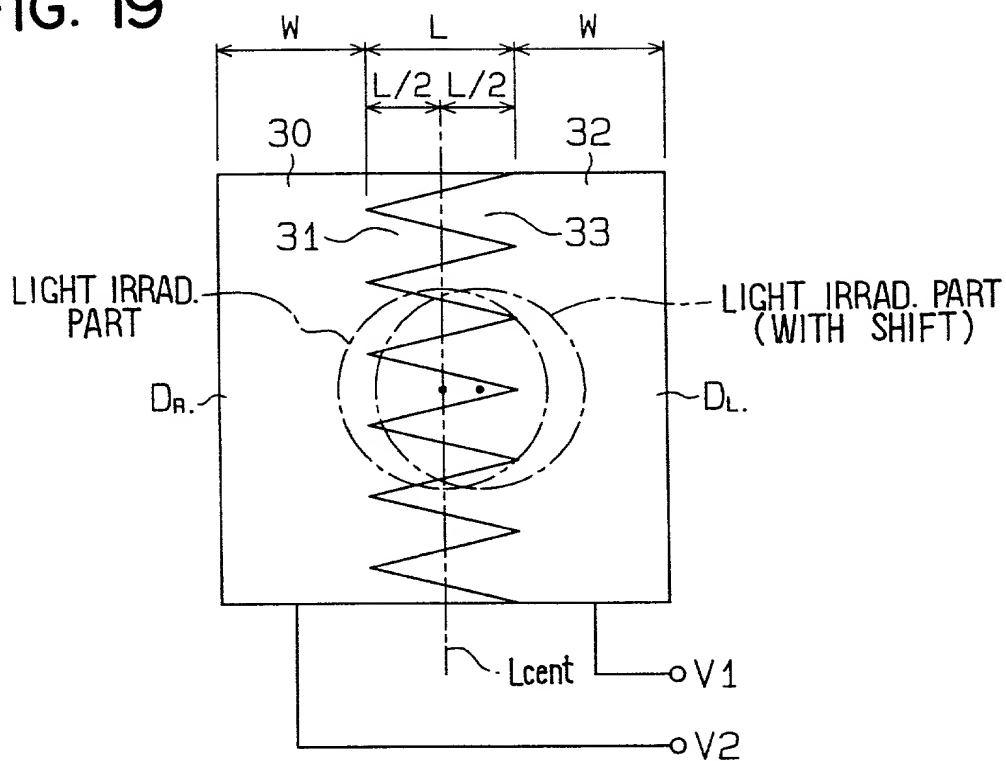 FIG. 19
W L W
L/2 L/2
30 32
31 33
LIGHT IRRAD.
PART
LIGHT IRRAD. PART
(WITH SHIFT)
DR. DL.
Lcent
V1
V2